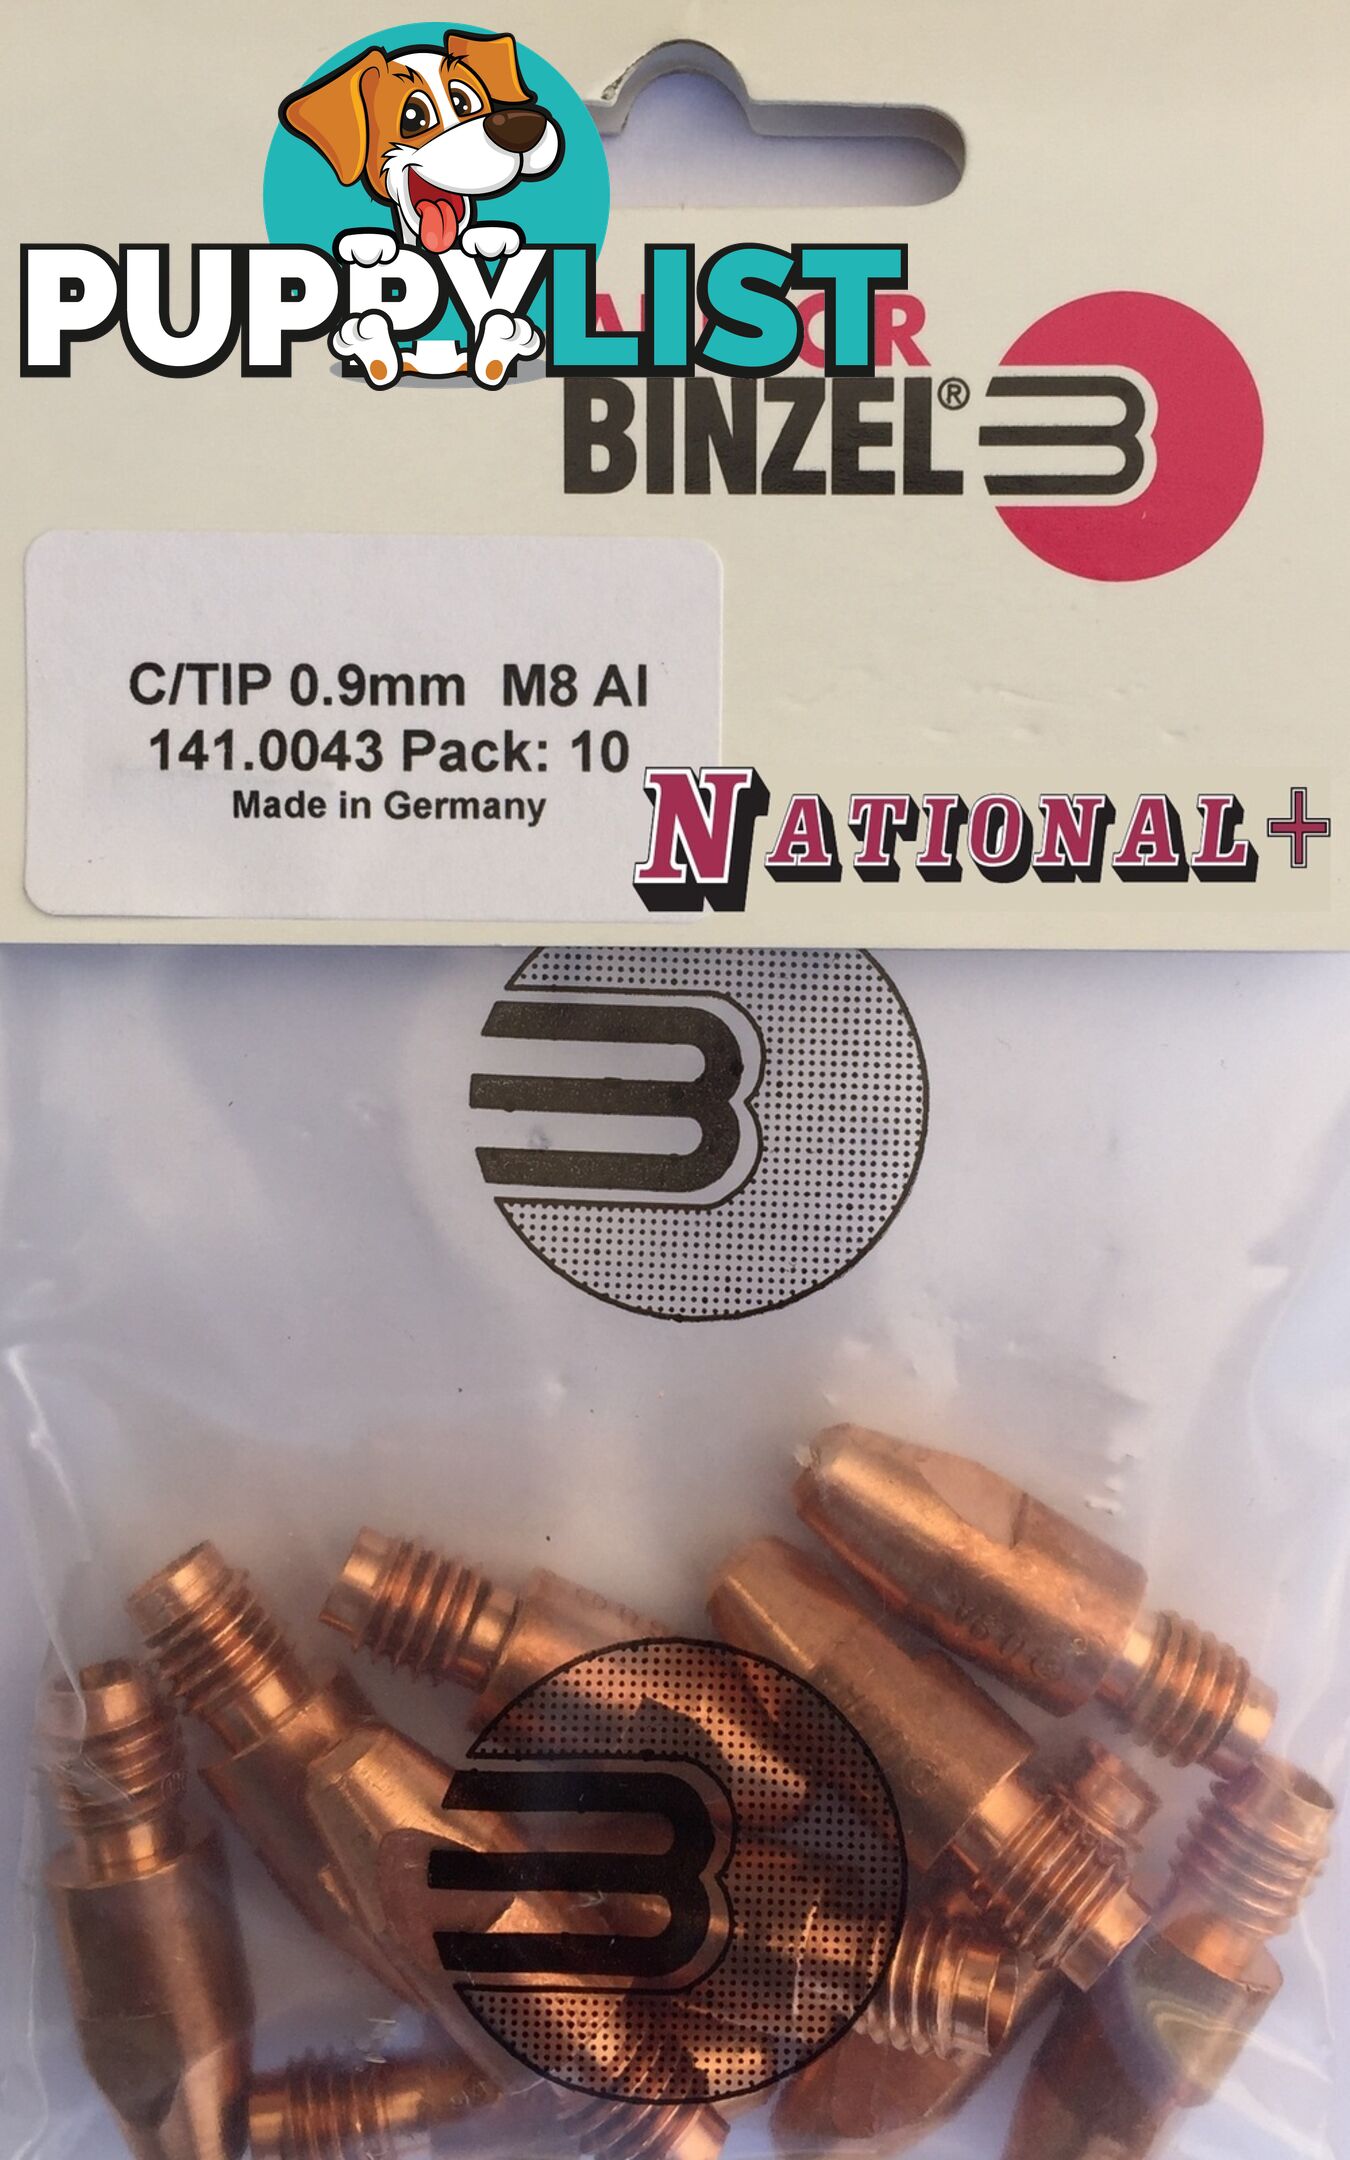 PUPPYLIST
BINZEL®
C/TIP 0.9mm M8 Al
141.0043 Pack: 10
Made in Germany
NATIONAL+